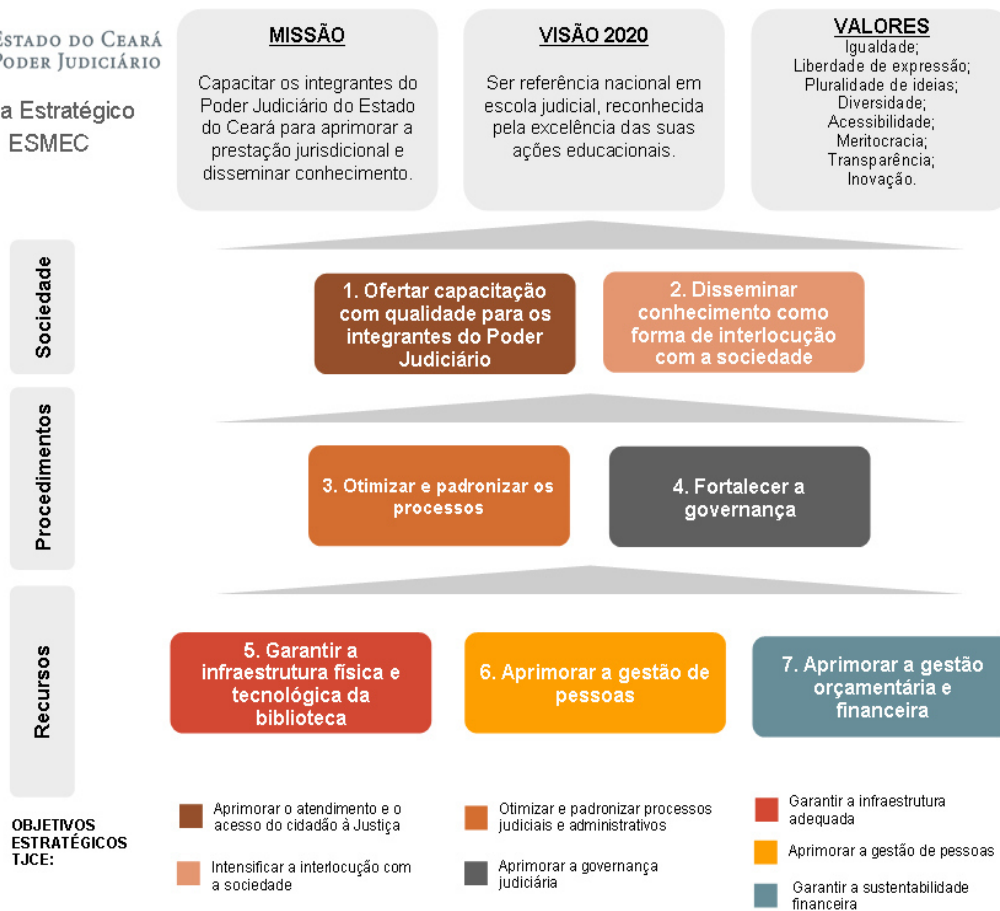 ESTADO DO CEARÁ
PODER JUDICIÁRIO
a Estratégico
ESMEC
MISSÃO
Capacitar os integrantes do
Poder Judiciário do Estado
do Ceará para aprimorar a
prestação jurisdicional e
disseminar conhecimento.
VISÃO 2020
Ser referência nacional em
escola judicial, reconhecida
pela excelência das suas
ações educacionais.
VALORES
Igualdade;
Liberdade de expressão;
Pluralidade de ideias;
Diversidade;
Acessibilidade;
Meritocracia;
Transparência;
Inovação.
Sociedade
1. Ofertar capacitação
com qualidade para os
integrantes do Poder
Judiciário
2. Disseminar
conhecimento como
forma de interlocução
com a sociedade
Procedimentos
3. Otimizar e padronizar os
processos
4. Fortalecer a
governança
Recursos
5. Garantir a
infraestrutura física e
tecnológica da
biblioteca
6. Aprimorar a gestão de
pessoas
7. Aprimorar a gestão
orçamentária e
financeira
OBJETIVOS
ESTRATÉGICOS
TJCE:
Aprimorar o atendimento e o
acesso do cidadão à Justiça
Intensificar a interlocução com
a sociedade
Otimizar e padronizar processos
judiciais e administrativos
Aprimorar a governança
judiciária
Garantir a infraestrutura
adequada
Aprimorar a gestão de pessoas
Garantir a sustentabilidade
financeira